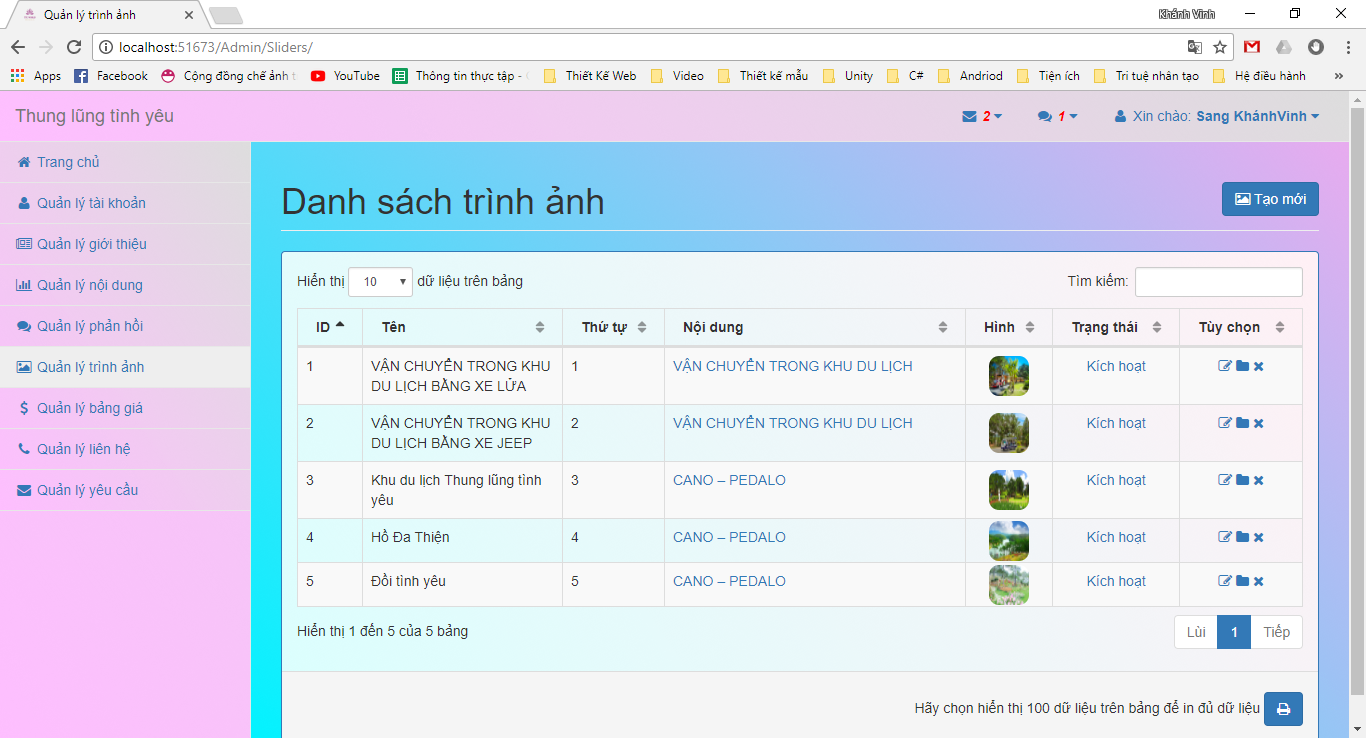 Quản lý trình ảnh
Khánh Vinh
localhost:51673/Admin/Sliders/
Apps Facebook Cộng đồng chế ảnh t YouTube Thông tin thực tập - Thiết Kế Web Video Thiết kế mẫu Unity C# Andriod Tiện ích Trí tuệ nhân tạo Hệ điều hành »
Thung lũng tình yêu 2 1 Xin chào: Sang KhánhVinh
Trang chủ
Quản lý tài khoản
Quản lý giới thiệu
Quản lý nội dung
Quản lý phản hồi
Quản lý trình ảnh
Quản lý bảng giá
Quản lý liên hệ
Quản lý yêu cầu
Danh sách trình ảnh Tạo mới
Hiển thị 10 dữ liệu trên bảng Tìm kiếm:
ID Tên Thứ tự Nội dung Hình Trạng thái Tùy chọn
1 VẬN CHUYỂN TRONG KHU 1 VẬN CHUYỂN TRONG KHU DU LỊCH Kích hoạt
DU LỊCH BẰNG XE LỬA
2 VẬN CHUYỂN TRONG KHU 2 VẬN CHUYỂN TRONG KHU DU LỊCH Kích hoạt
DU LỊCH BẰNG XE JEEP
3 Khu du lịch Thung lũng tình 3 CANO – PEDALO Kích hoạt
yêu
4 Hồ Đa Thiện 4 CANO – PEDALO Kích hoạt
5 Đồi tình yêu 5 CANO – PEDALO Kích hoạt
Hiển thị 1 đến 5 của 5 bảng Lùi 1 Tiếp
Hãy chọn hiển thị 100 dữ liệu trên bảng để in đủ dữ liệu